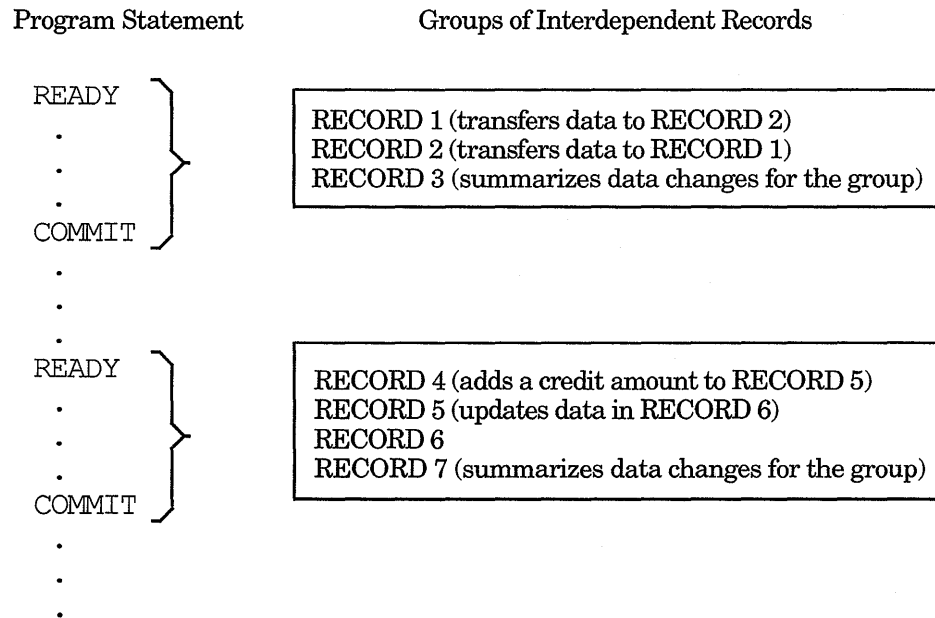 Program Statement Groups of Interdependent Records
READY
.
.
.
COMMIT
RECORD 1 (transfers data to RECORD 2)
RECORD 2 (transfers data to RECORD 1)
RECORD 3 (summarizes data changes for the group)
.
.
.
READY
.
.
.
COMMIT
RECORD 4 (adds a credit amount to RECORD 5)
RECORD 5 (updates data in RECORD 6)
RECORD 6
RECORD 7 (summarizes data changes for the group)
.
.
.